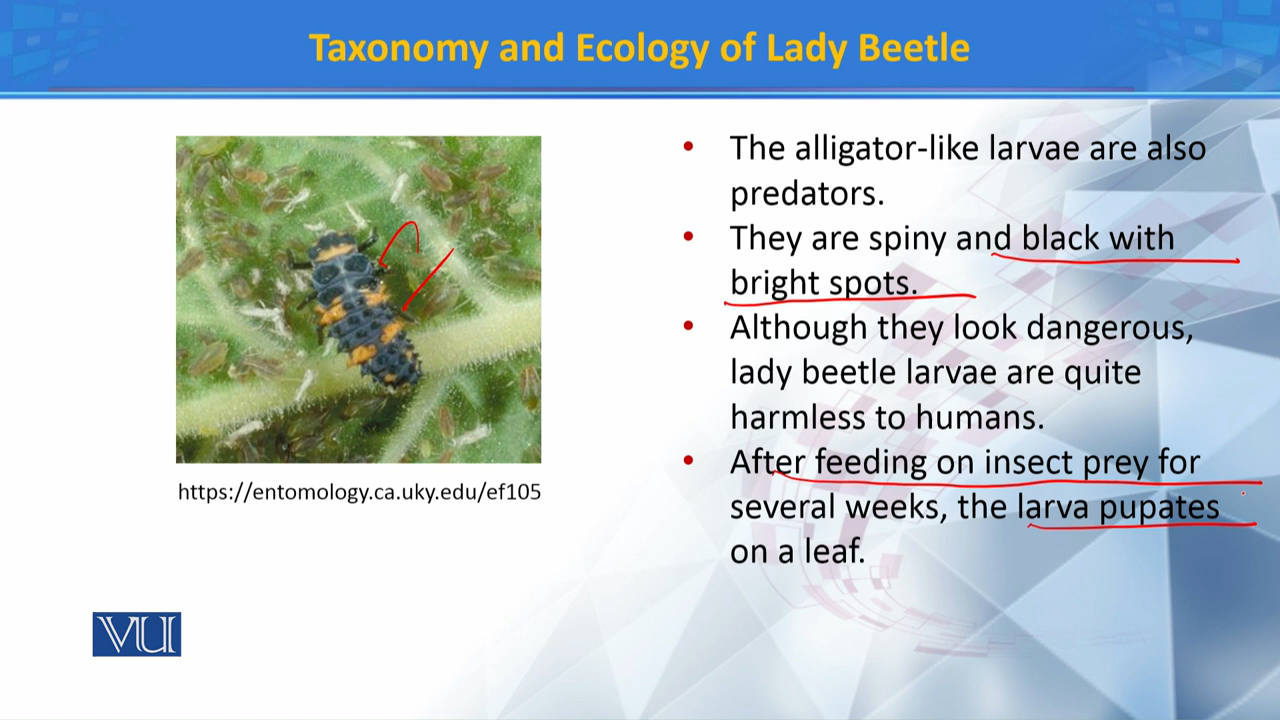 Taxonomy and Ecology of Lady Beetle
• The alligator-like larvae are also
predators.
• They are spiny and black with
bright spots.
• Although they look dangerous,
lady beetle larvae are quite
harmless to humans.
• After feeding on insect prey for
several weeks, the larva pupates
on a leaf.
https://entomology.ca.uky.edu/ef105
VU